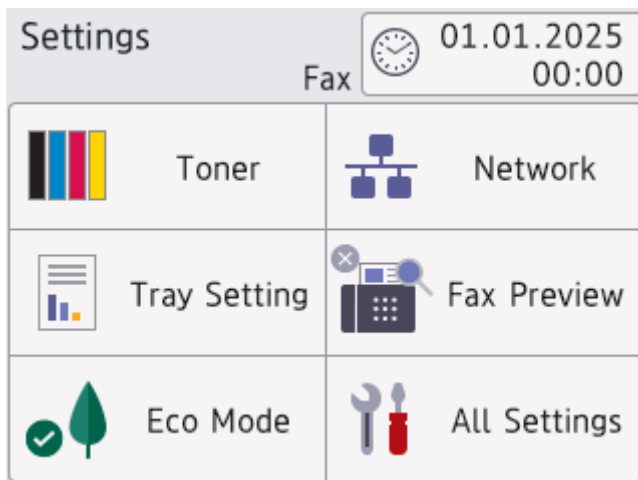 Settings
Fax
01.01.2025
00:00
Toner
Network
Tray Setting
Fax Preview
Eco Mode
All Settings